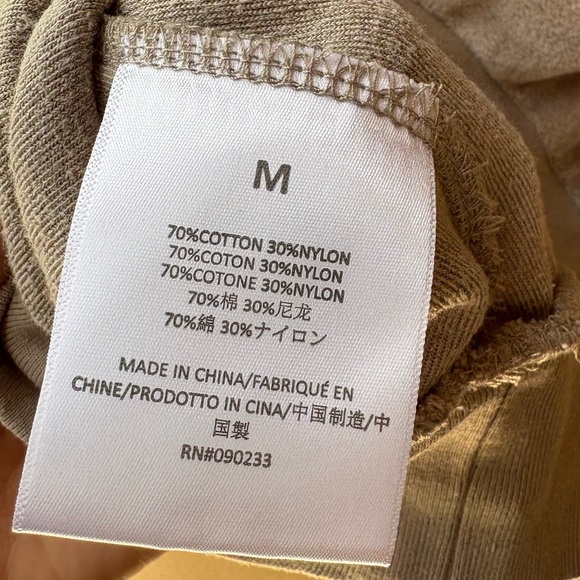 M
70%COTTON 30%NYLON
70%COTON 30%NYLON
70%COTONE 30%NYLON
70%棉 30%尼龙
70%綿 30%ナイロン
MADE IN CHINA/FABRIQUÉ EN
CHINE/PRODOTTO IN CINA/中国制造/中
国製
RN#090233